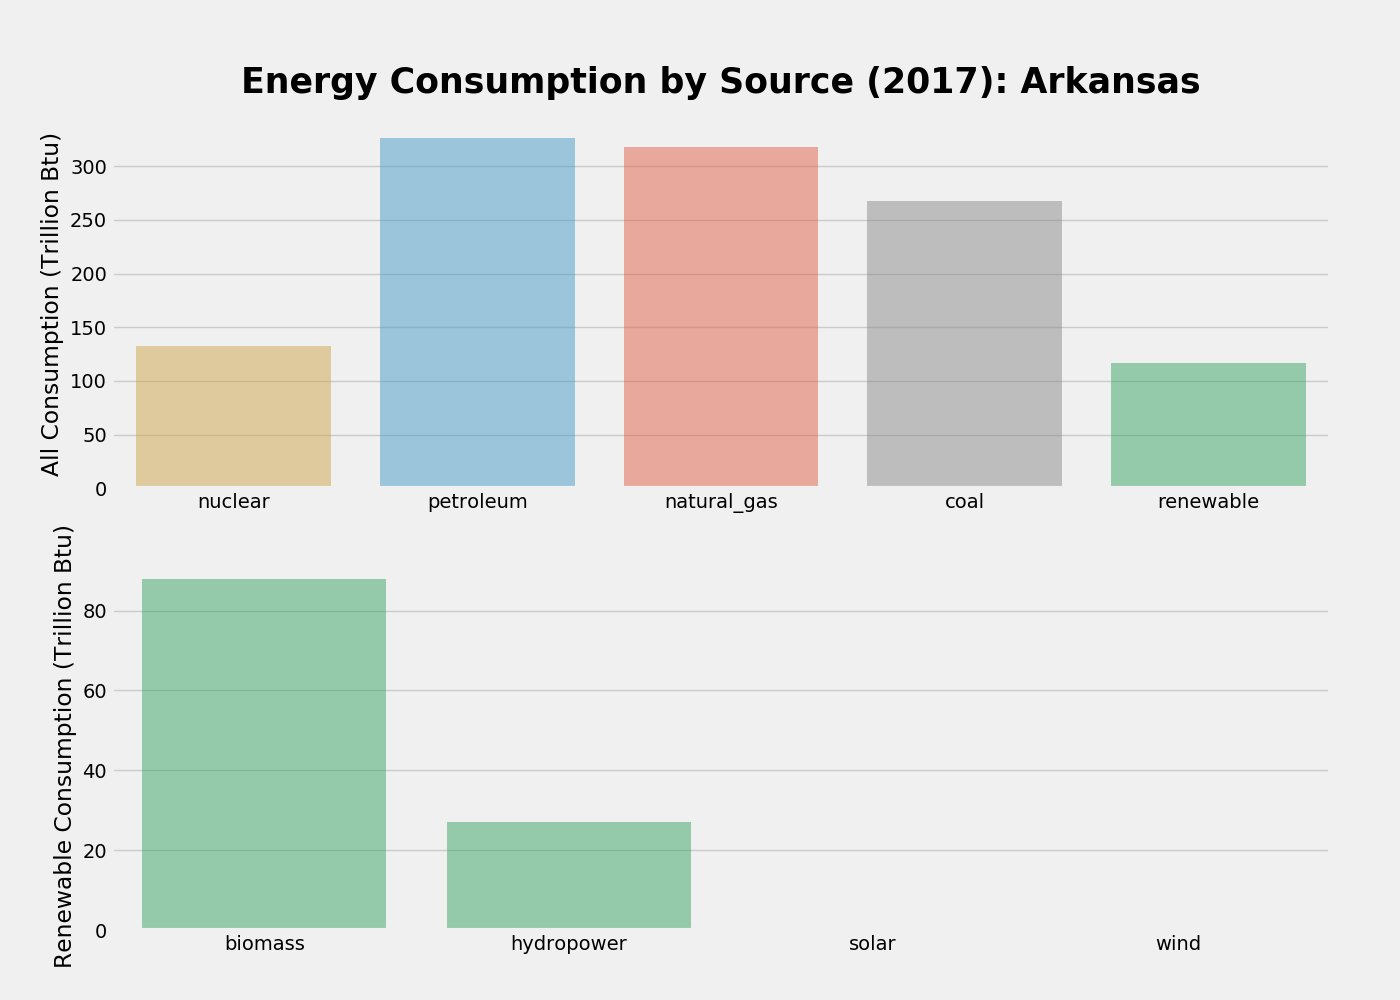 Energy Consumption by Source (2017): Arkansas
All Consumption (Trillion Btu)
300
250
200
150
100
50
0
nuclear petroleum natural_gas coal renewable
Renewable Consumption (Trillion Btu)
80
60
40
20
0
biomass hydropower solar wind